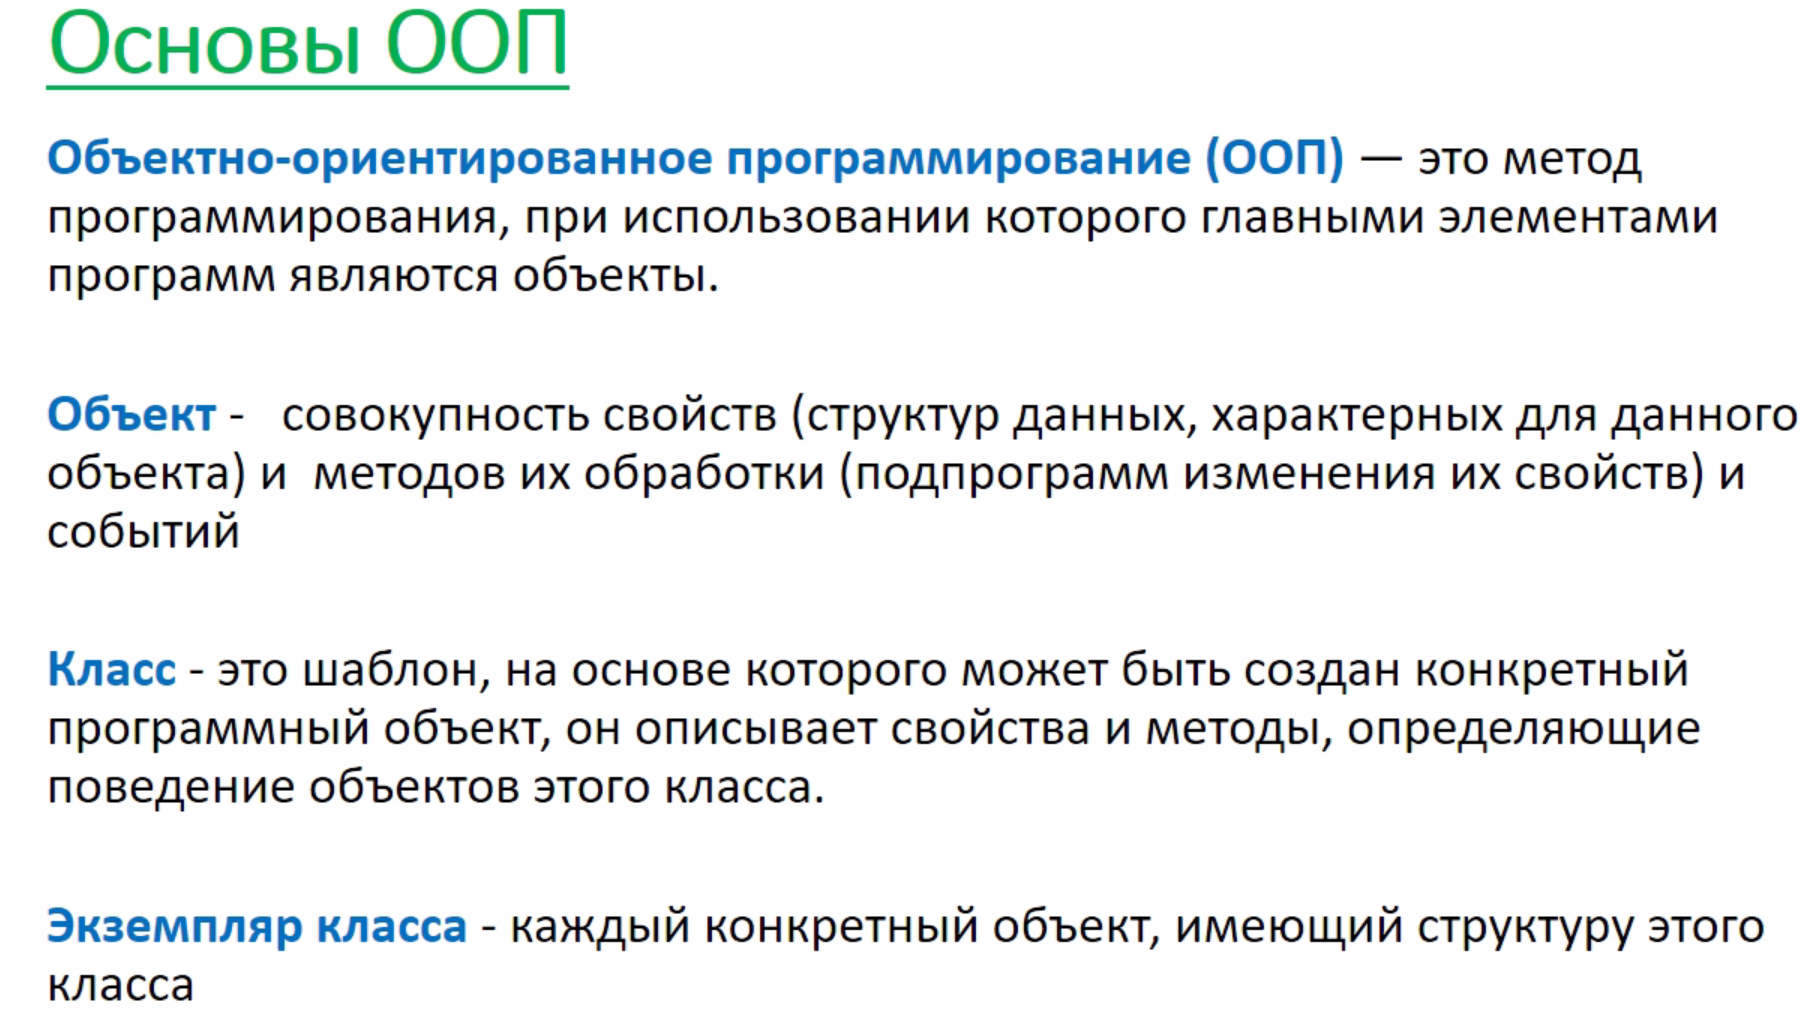 Основы ООП
Объектно-ориентированное программирование (ООП) — это метод
программирования, при использовании которого главными элементами
программ являются объекты.
Объект - совокупность свойств (структур данных, характерных для данного
объекта) и методов их обработки (подпрограмм изменения их свойств) и
событий
Класс - это шаблон, на основе которого может быть создан конкретный
программный объект, он описывает свойства и методы, определяющие
поведение объектов этого класса.
Экземпляр класса - каждый конкретный объект, имеющий структуру этого
класса